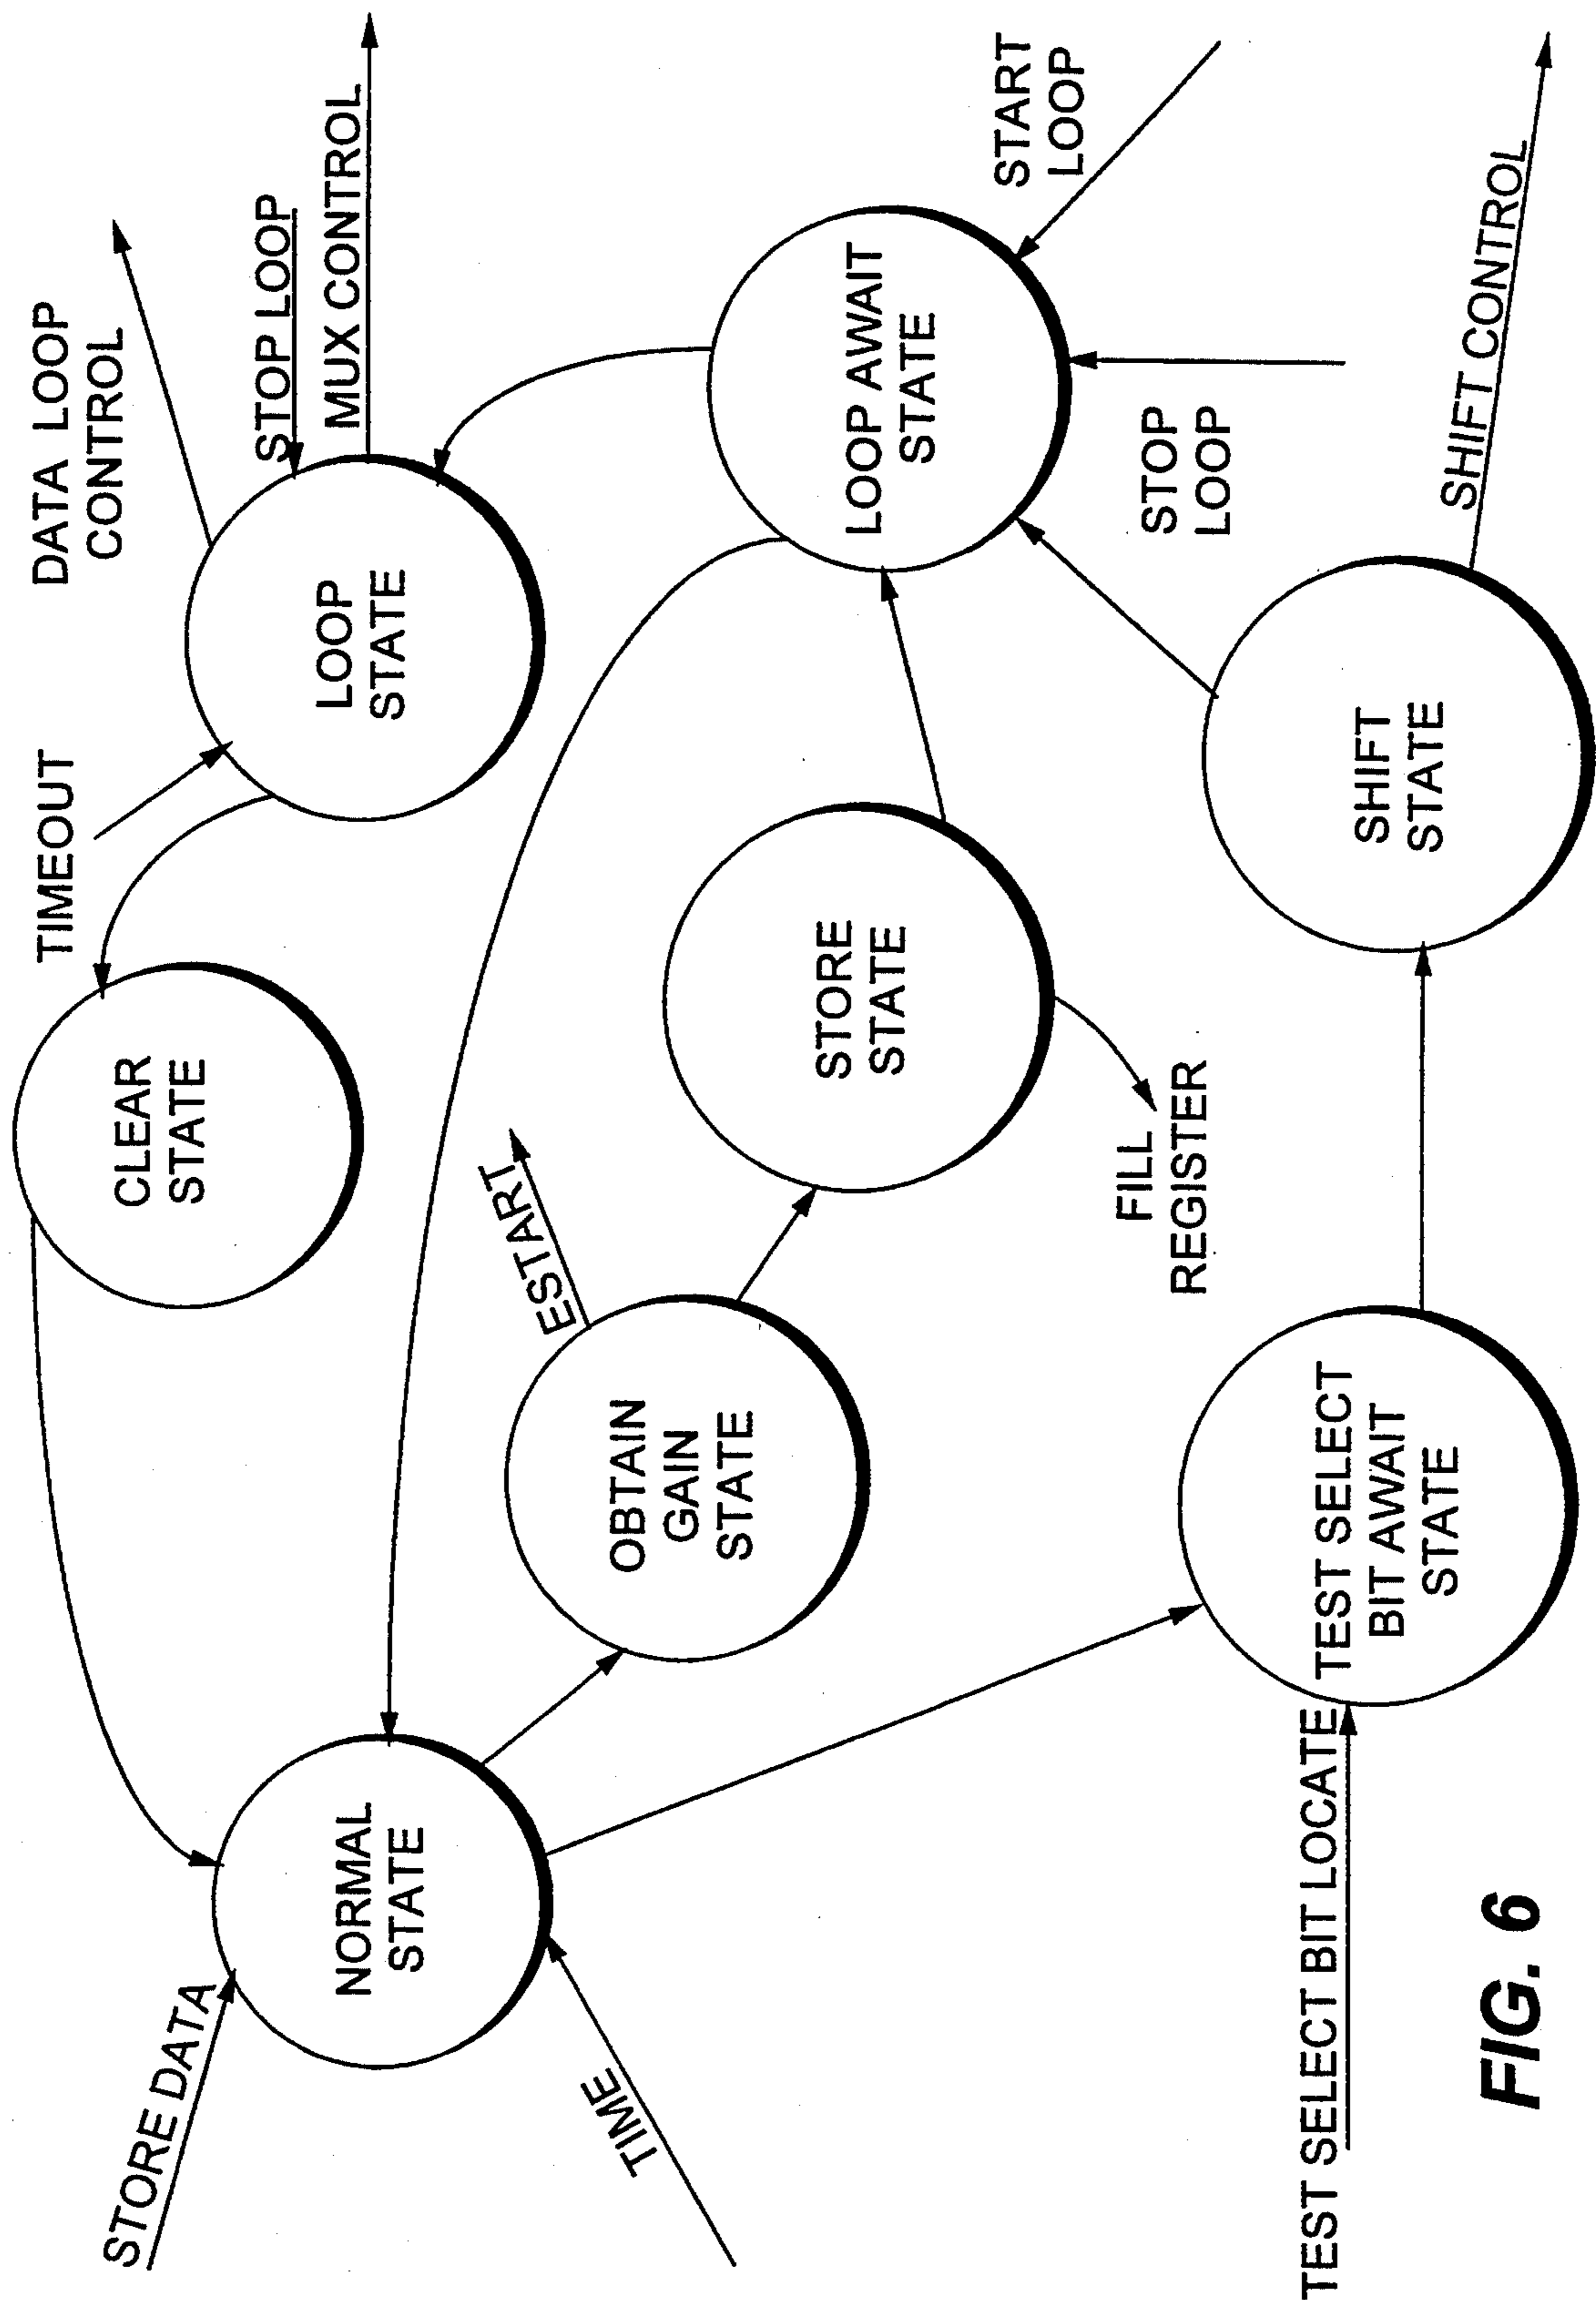 DATA LOOP
CONTROL
STOP LOOP
MUX CONTROL
TIMEOUT
LOOP
STATE
CLEAR
STATE
STORE DATA
NORMAL
STATE
TIME
ESTART
OBTAIN
GAIN
STATE
STORE
STATE
FILL
REGISTER
LOOP AWAIT
STATE
START
LOOP
STOP
LOOP
SHIFT CONTROL
SHIFT
STATE
TEST SELECT BIT LOCATE
TEST SELECT
BIT AWAIT
STATE
FIG. 6